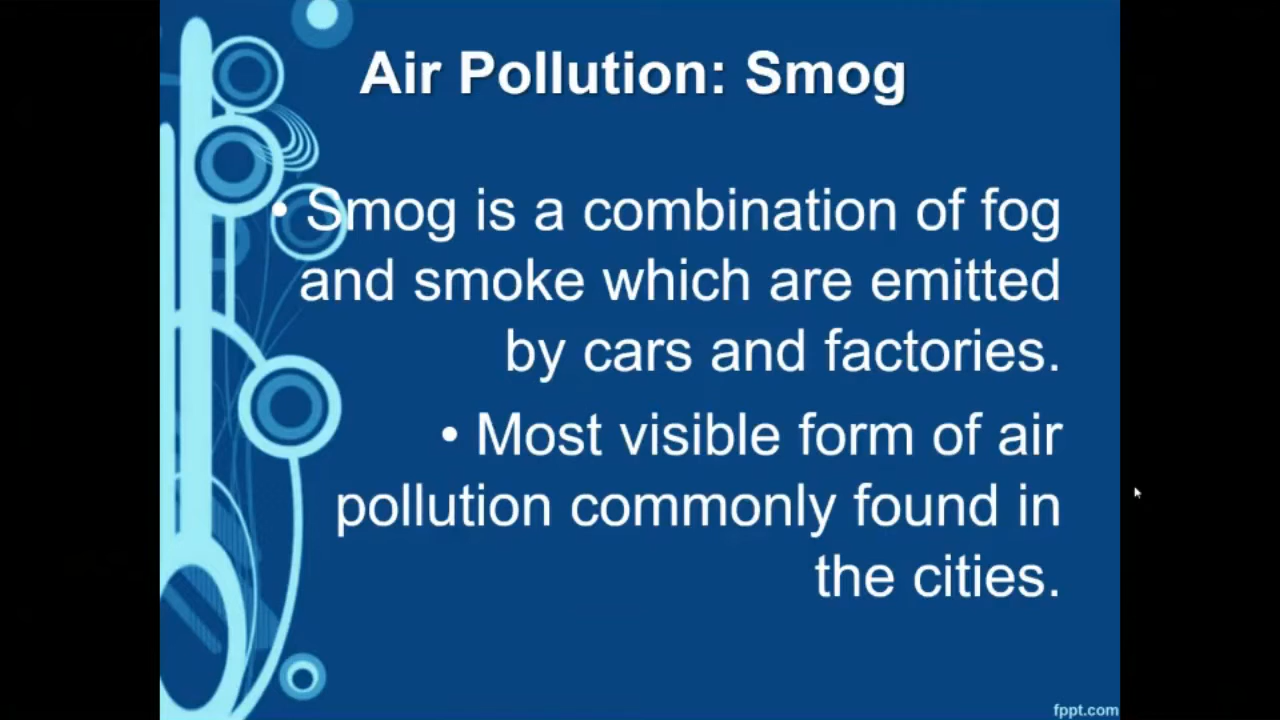 Air Pollution: Smog
• Smog is a combination of fog
and smoke which are emitted
by cars and factories.
• Most visible form of air
pollution commonly found in
the cities.
fppt.com